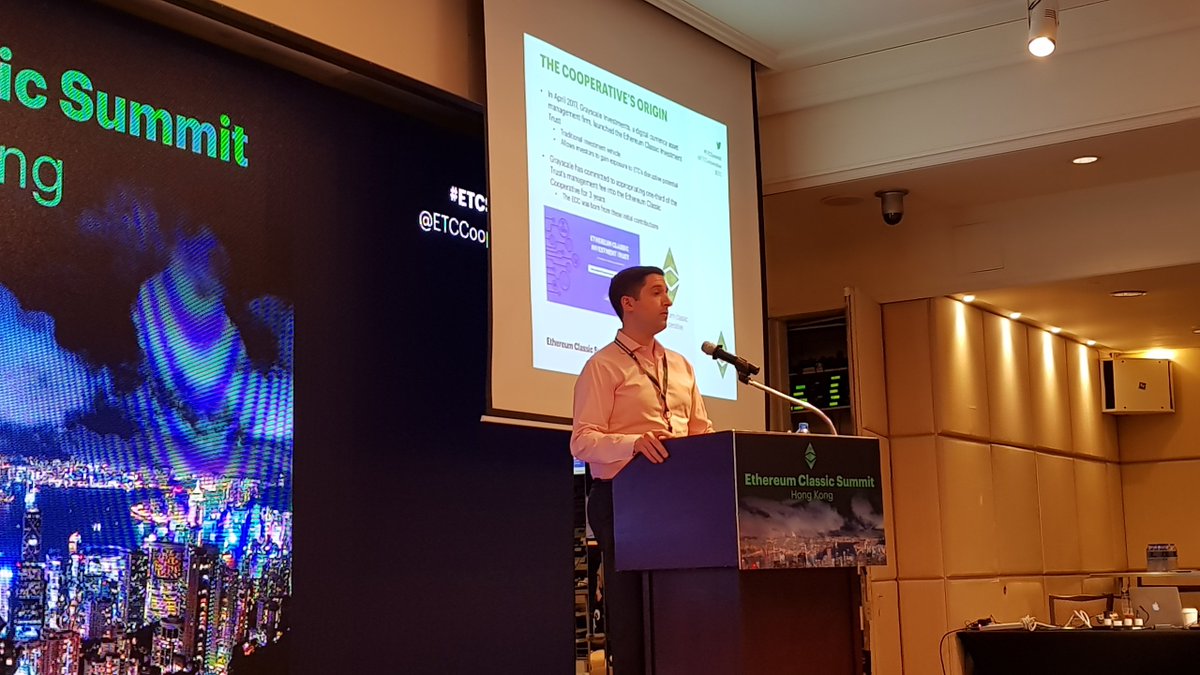 ic Summit
ng
#ETCS
@ETCCoop
THE COOPERATIVE'S ORIGIN
• In April 2017, Grayscale Investments, a digital currency asset
management firm, launched the Ethereum Classic Investment
Trust
• Traditional investment vehicle
• Allows investors to gain exposure to ETC's disruptive potential
• Grayscale has committed to appropriating one-third of the
Trust's management fee into the Ethereum Classic
Cooperative for 3 years
• The ECC was born from these initial contributions
ETHEREUM CLASSIC
INVESTMENT TRUST
Ethereum Classic S
Ethereum Classic Summit
Hong Kong